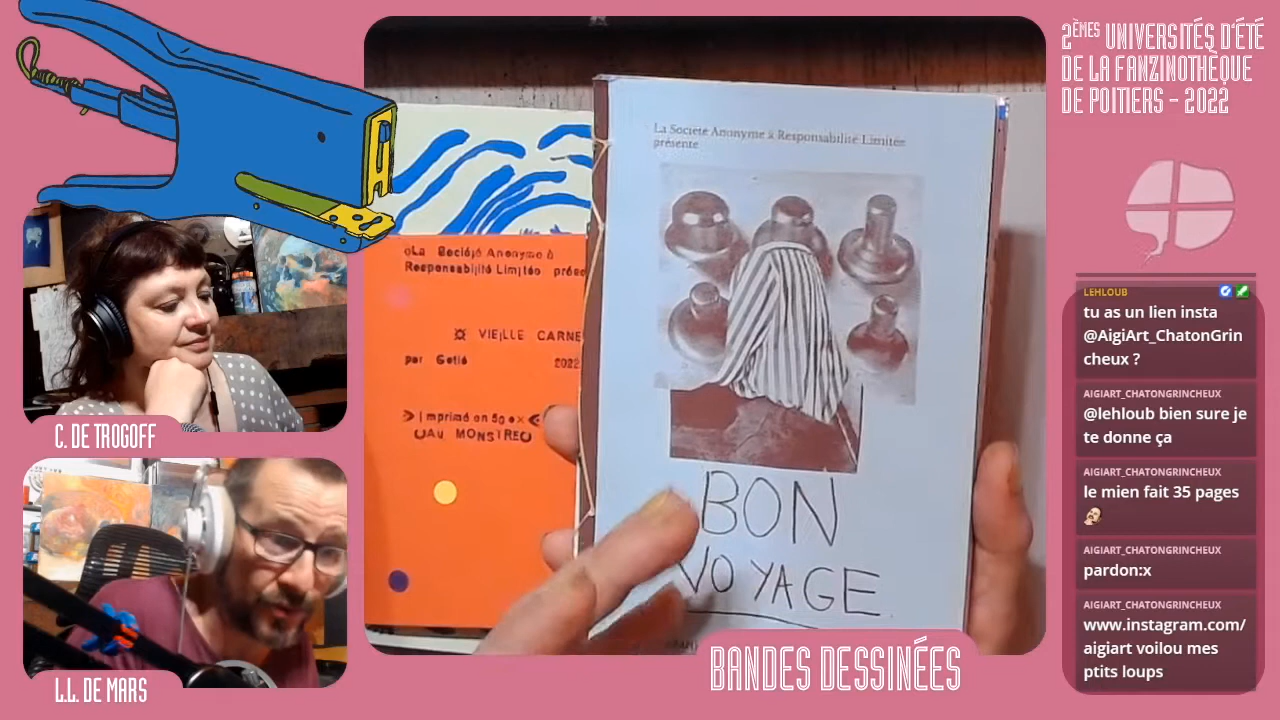 2ÈMES UNIVERSITÉS D'ÉTÉ
DE LA FANZINOTHÈQUE
DE POITIERS - 2022
La Société Anonyme à Responsabilité Limitée
présente
BON
VOYAGE
La Société Anonyme à
Responsabilité Limitée
VIEILLE CARNE
par Gotié 2022
Imprimé en 50 ex
AU MONSTRE
C. DE TROGOFF
L.L. DE MARS
BANDES DESSINÉES
LEHLOUB
tu as un lien insta
@AigiArt_ChatonGrin
cheux ?
AIGIART_CHATONGRINCHEUX
@lehloub bien sure je
te donne ça
AIGIART_CHATONGRINCHEUX
le mien fait 35 pages
AIGIART_CHATONGRINCHEUX
pardon:x
AIGIART_CHATONGRINCHEUX
www.instagram.com/
aigiart voilou mes
ptits loups